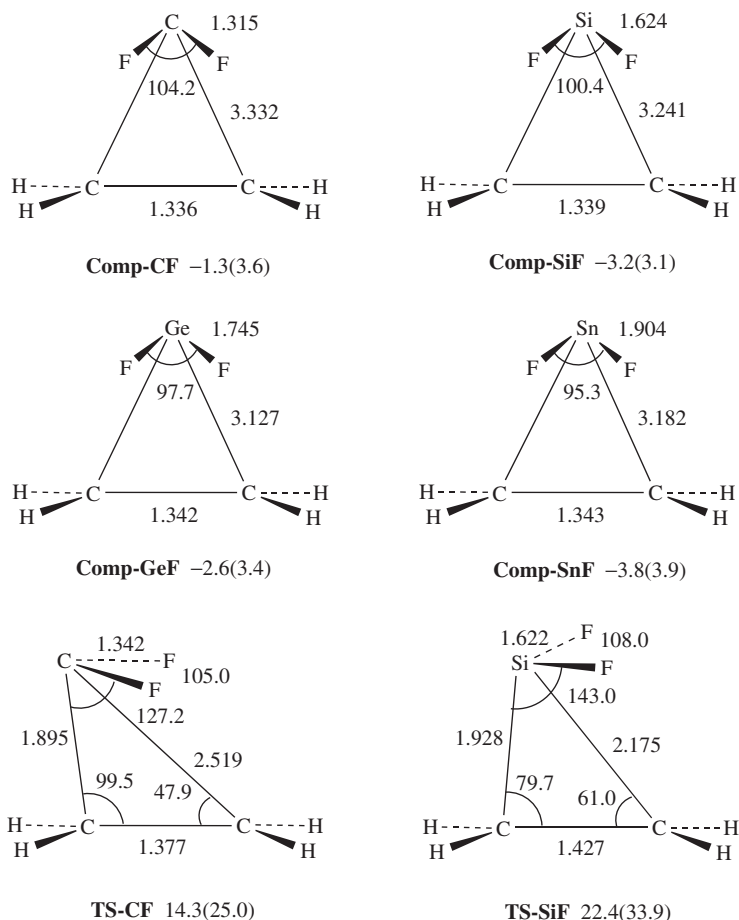 C 1.315
F F
104.2
3.332
H C C H
H H
1.336
Comp-CF −1.3(3.6)
Si 1.624
F F
100.4
3.241
H C C H
H H
1.339
Comp-SiF −3.2(3.1)
Ge 1.745
F F
97.7
3.127
H C C H
H H
1.342
Comp-GeF −2.6(3.4)
Sn 1.904
F F
95.3
3.182
H C C H
H H
1.343
Comp-SnF −3.8(3.9)
1.342
C F
F 105.0
127.2
1.895 2.519
99.5 47.9
H C C H
H H
1.377
TS-CF 14.3(25.0)
1.622 F 108.0
Si F
143.0
1.928 2.175
79.7 61.0
H C C H
H H
1.427
TS-SiF 22.4(33.9)